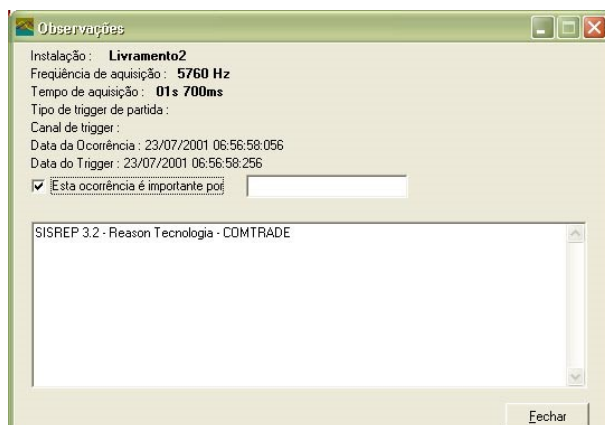 Observações
Instalação : Livramento2
Freqüência de aquisição : 5760 Hz
Tempo de aquisição : 01s 700ms
Tipo de trigger de partida :
Canal de trigger :
Data da Ocorrência : 23/07/2001 06:56:58:056
Data do Trigger : 23/07/2001 06:56:58:256
Esta ocorrência é importante por
SISREP 3.2 - Reason Tecnologia - COMTRADE
Fechar